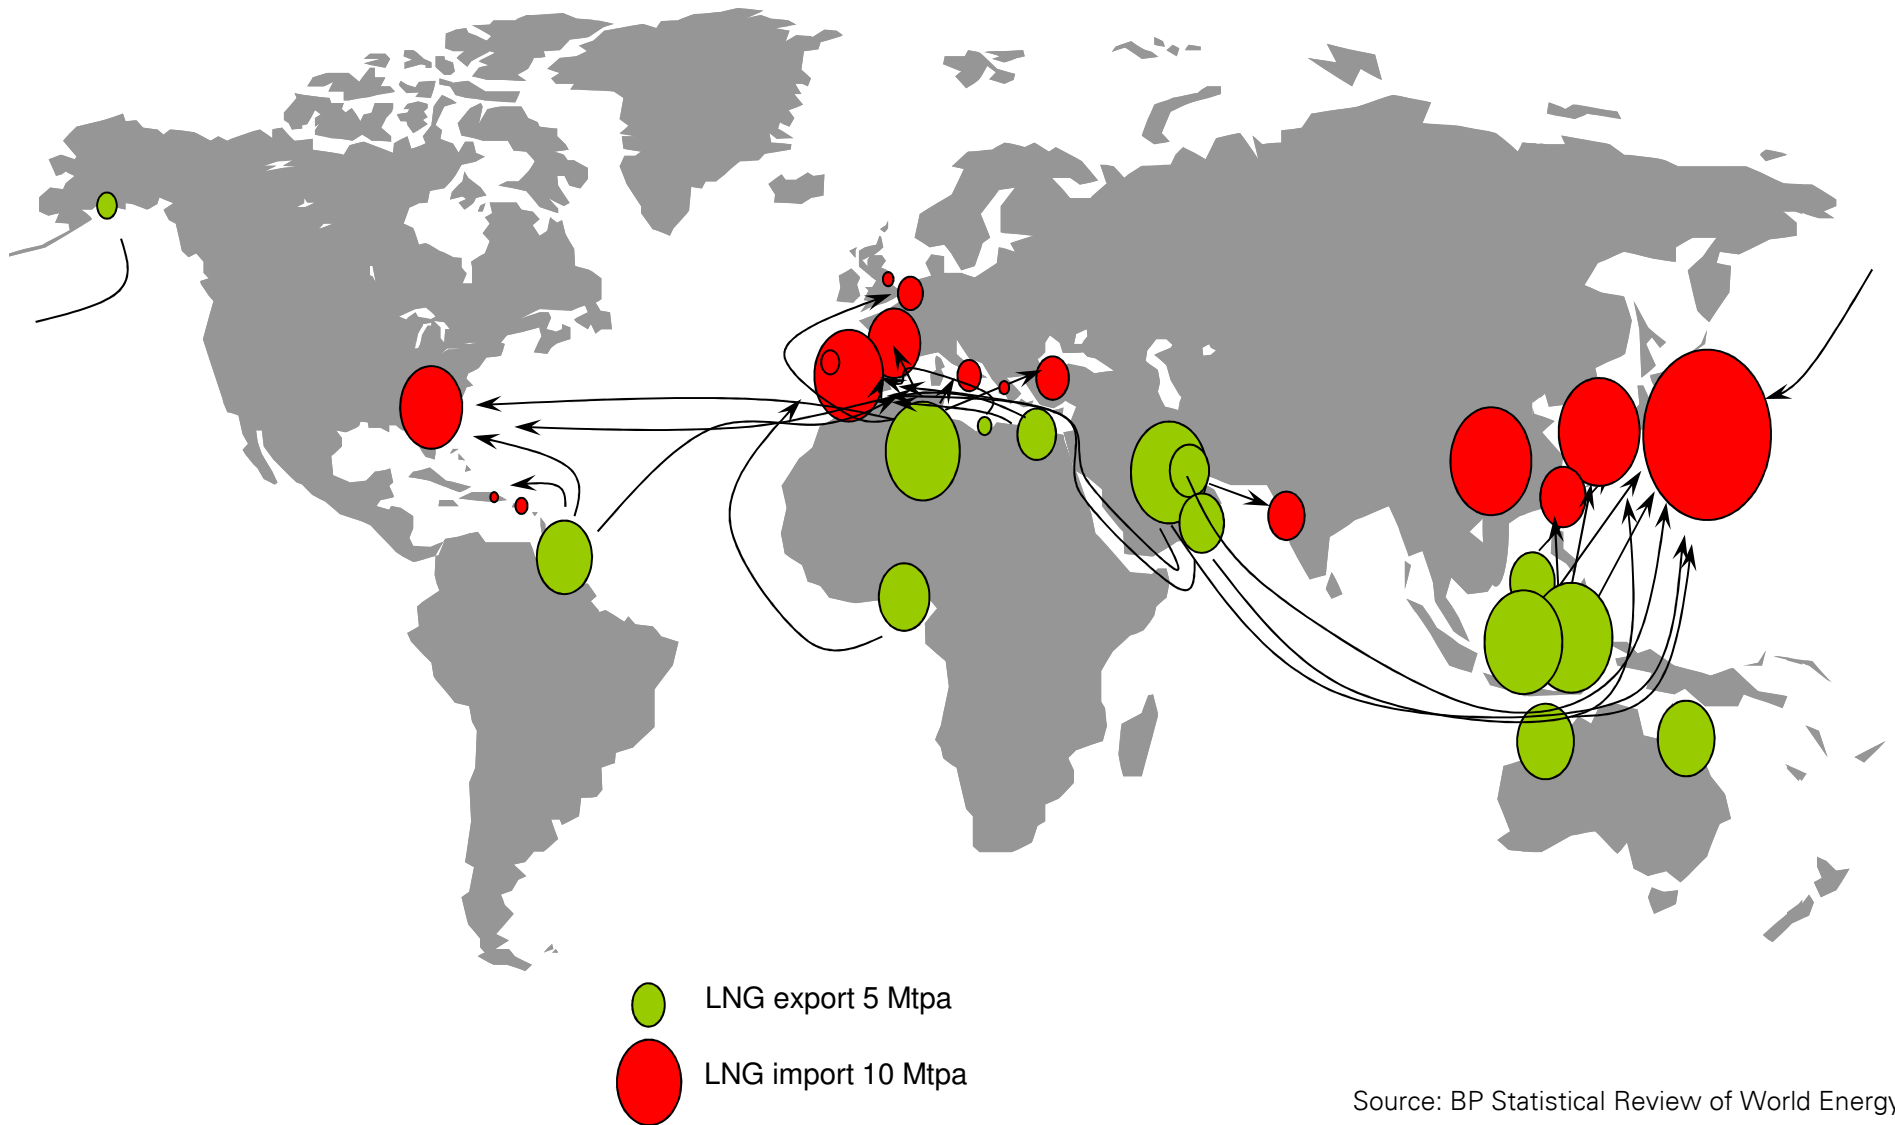 LNG export 5 Mtpa
LNG import 10 Mtpa
Source: BP Statistical Review of World Energy